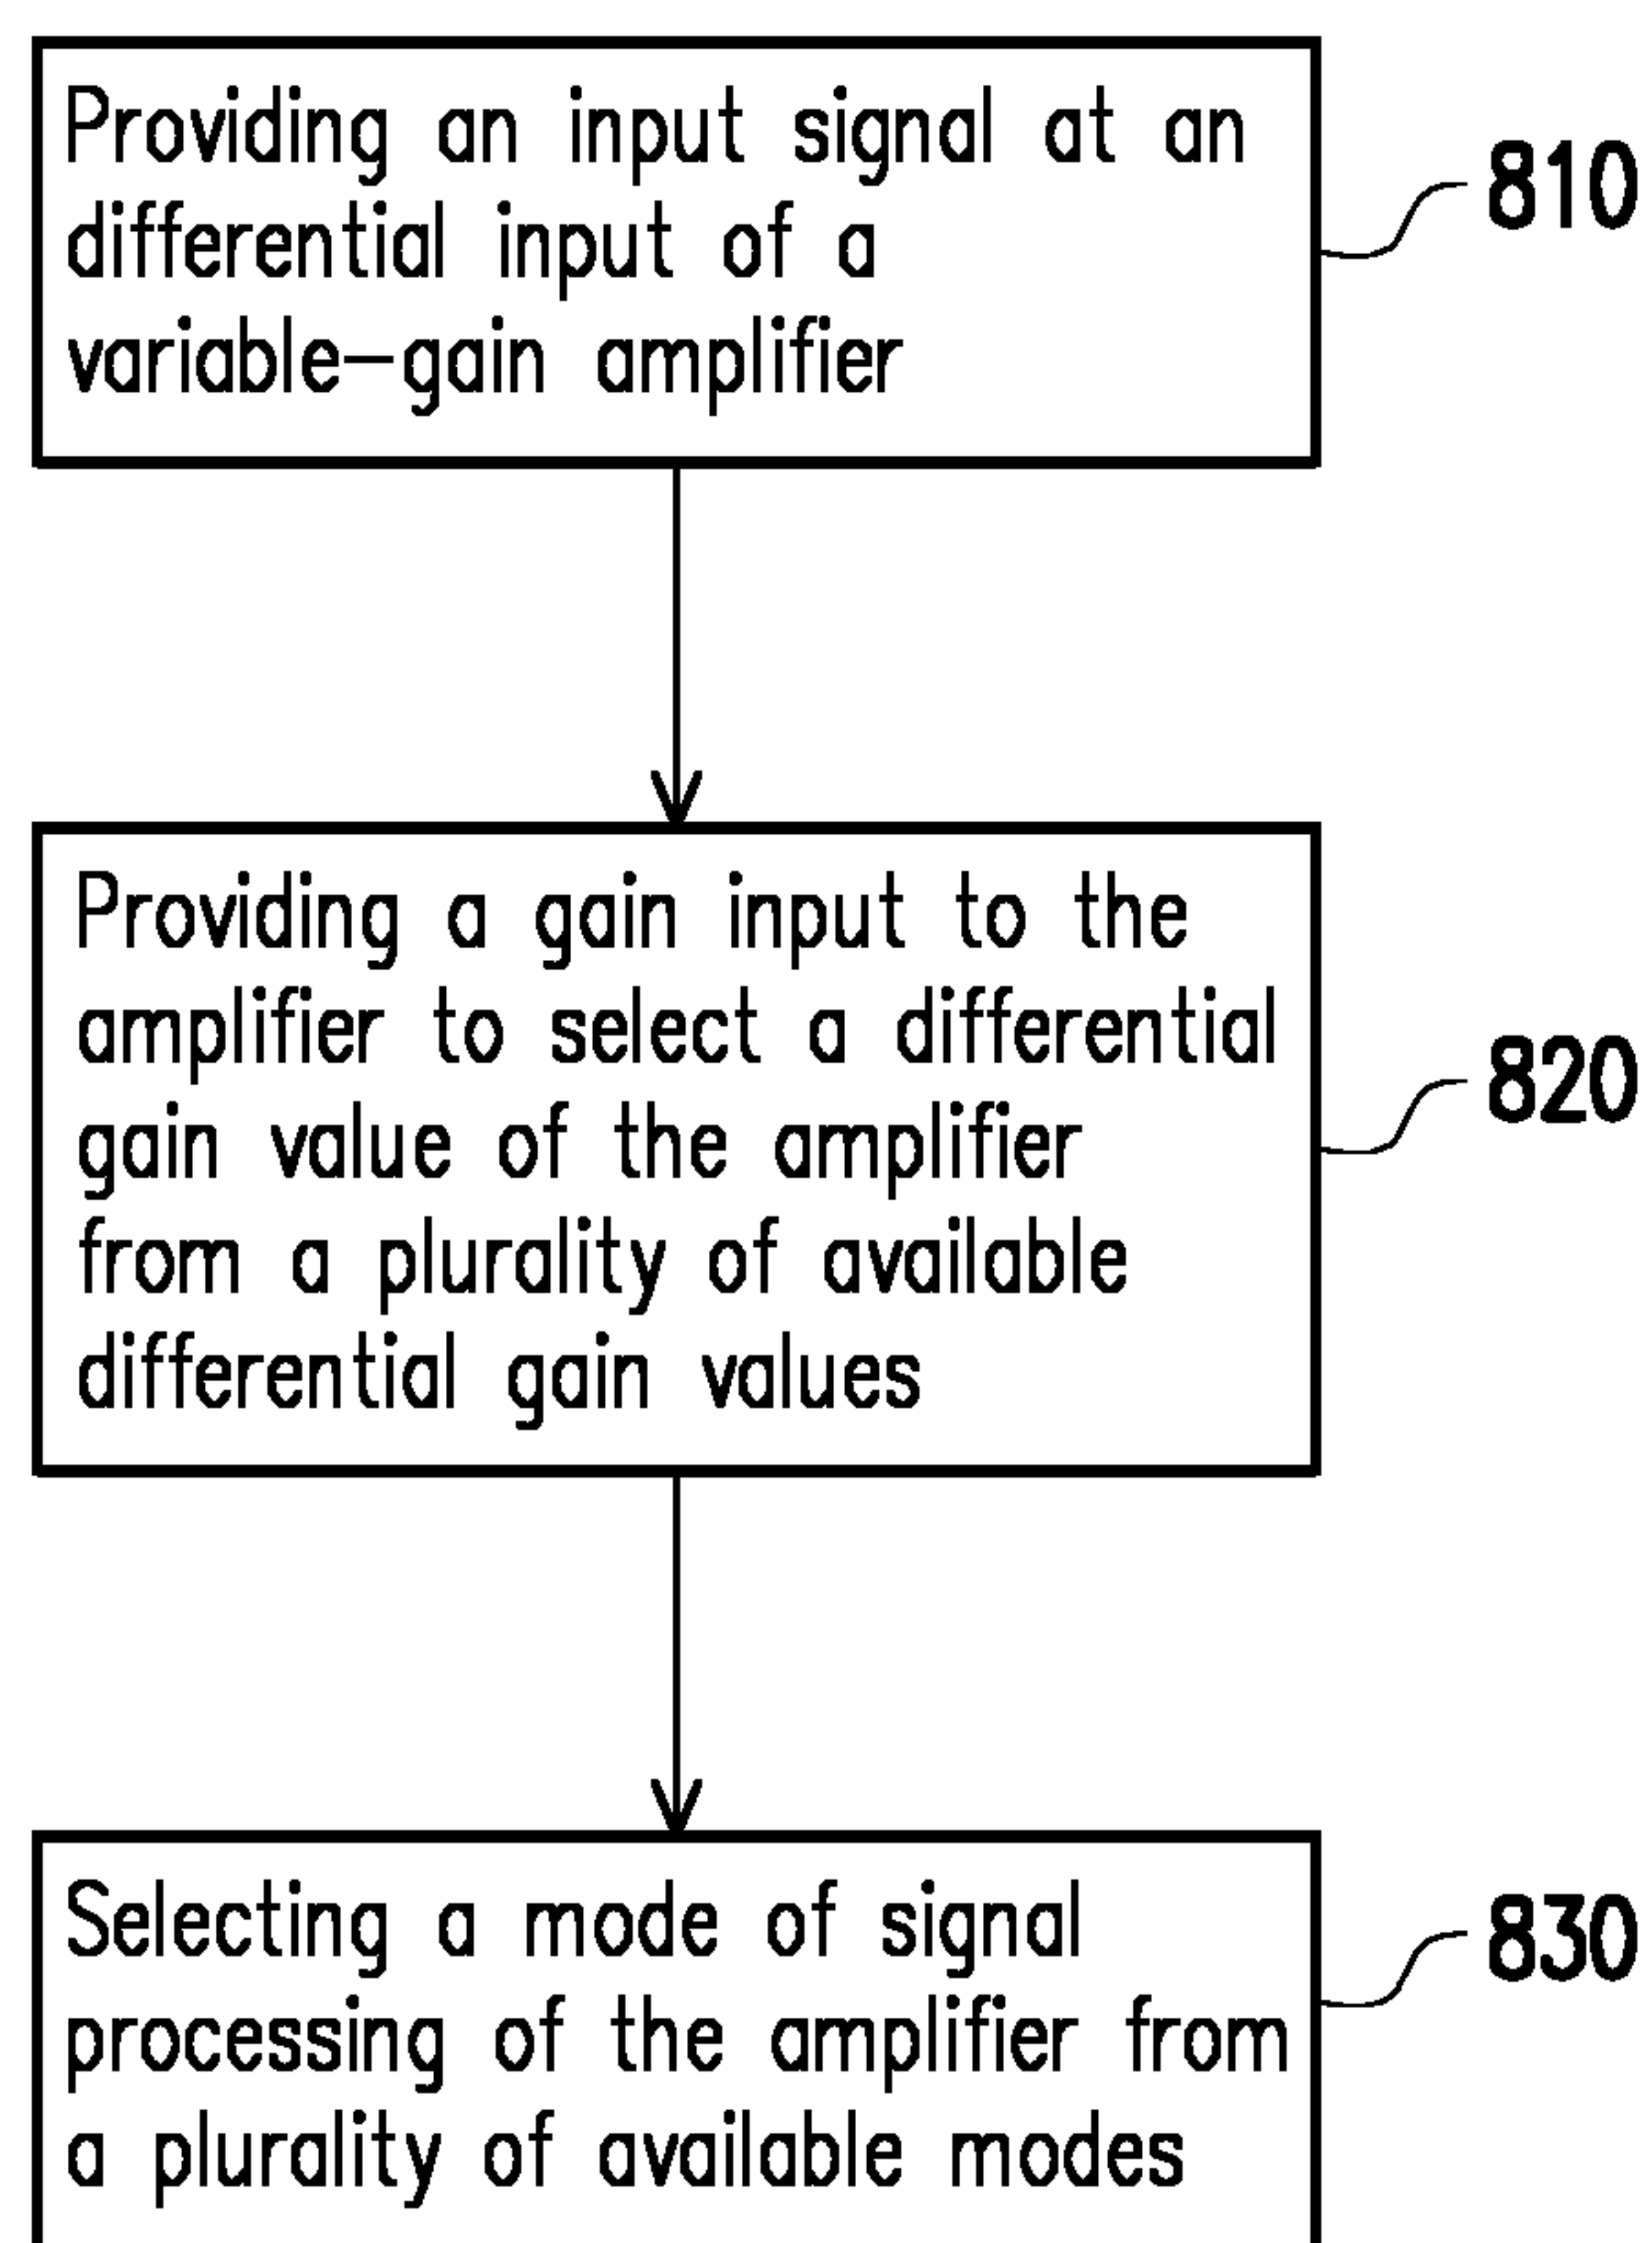 Providing an input signal at an
differential input of a
variable-gain amplifier
810
Providing a gain input to the
amplifier to select a differential
gain value of the amplifier
from a plurality of available
differential gain values
820
Selecting a mode of signal
processing of the amplifier from
a plurality of available modes
830